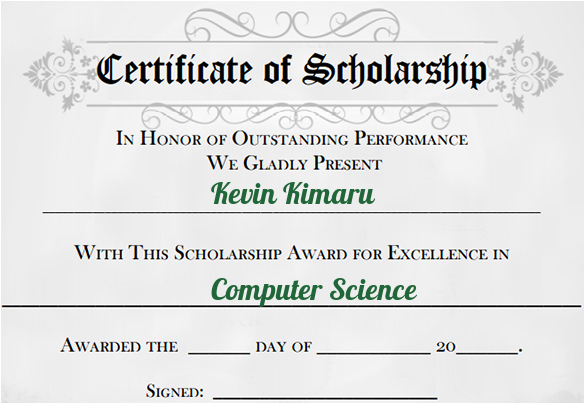 Certificate of Scholarship
In Honor of Outstanding Performance
We Gladly Present
Kevin Kimaru
With This Scholarship Award for Excellence in
Computer Science
Awarded the ______ day of ___________ 20______.
Signed: ______________________